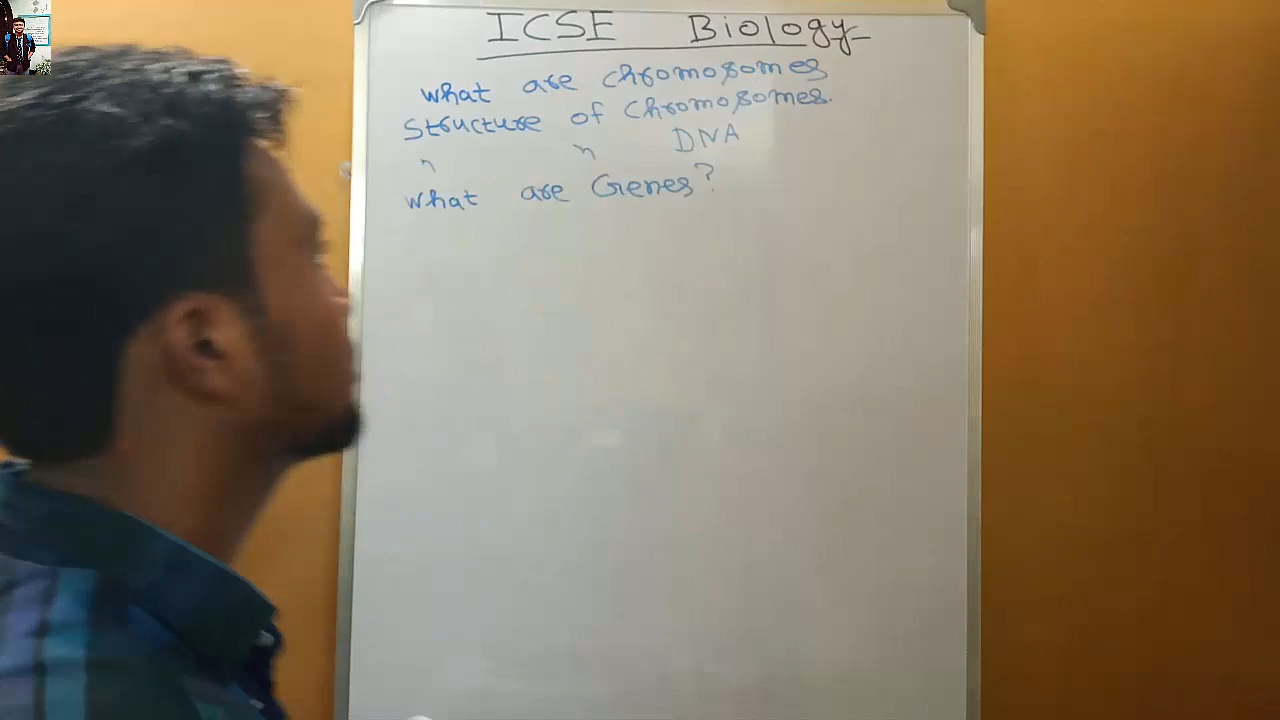 ICSE Biology
what are chromosomes
Structure of chromosomes.
" " DNA
what are Genes?